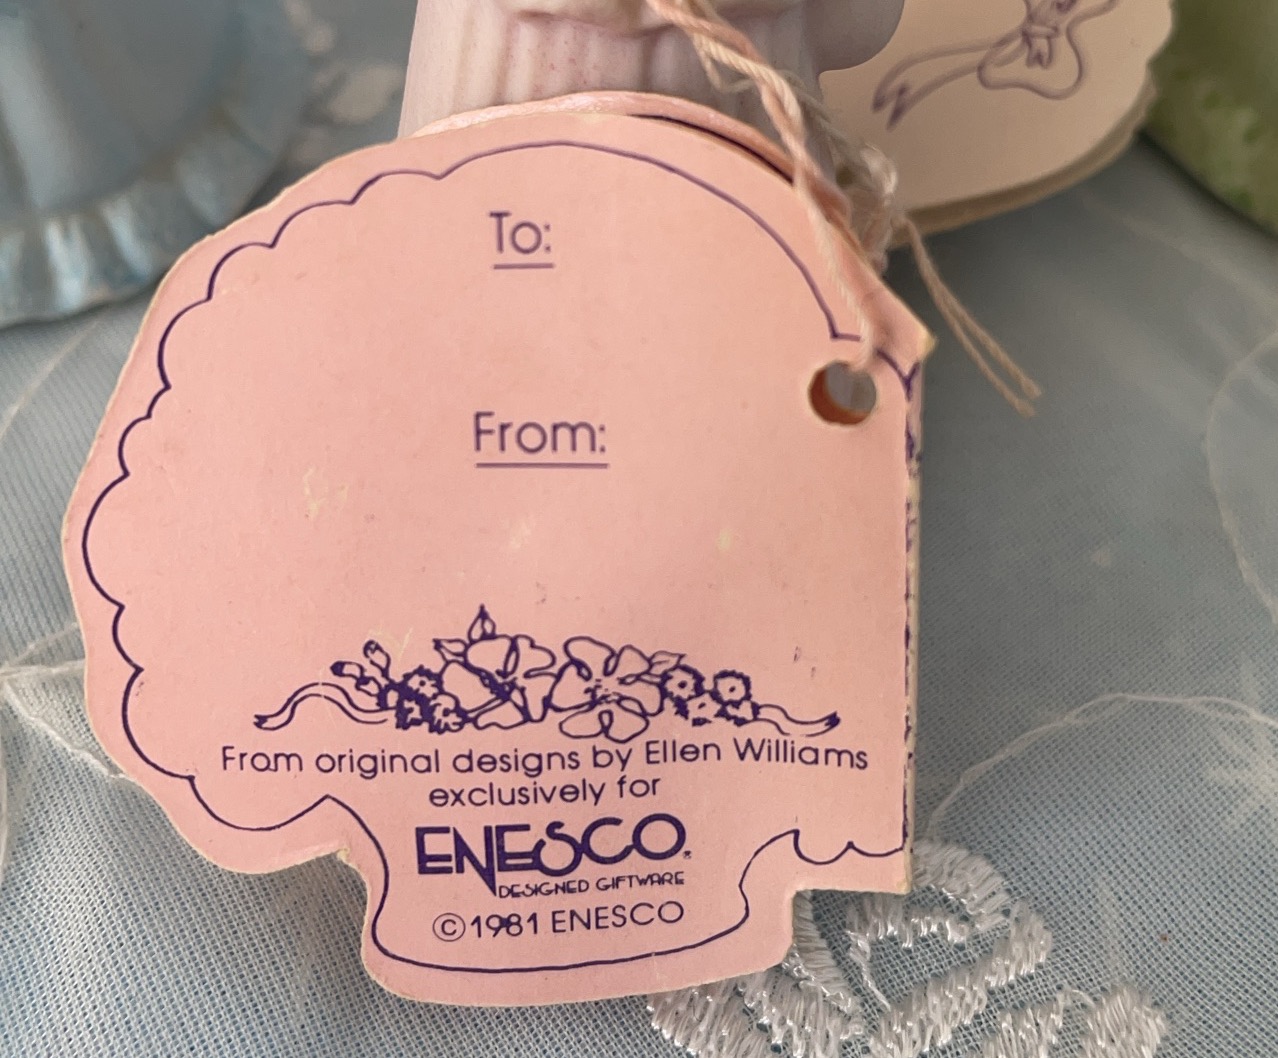 To:
From:
From original designs by Ellen Williams
exclusively for
ENESCO®
DESIGNED GIFTWARE
©1981 ENESCO